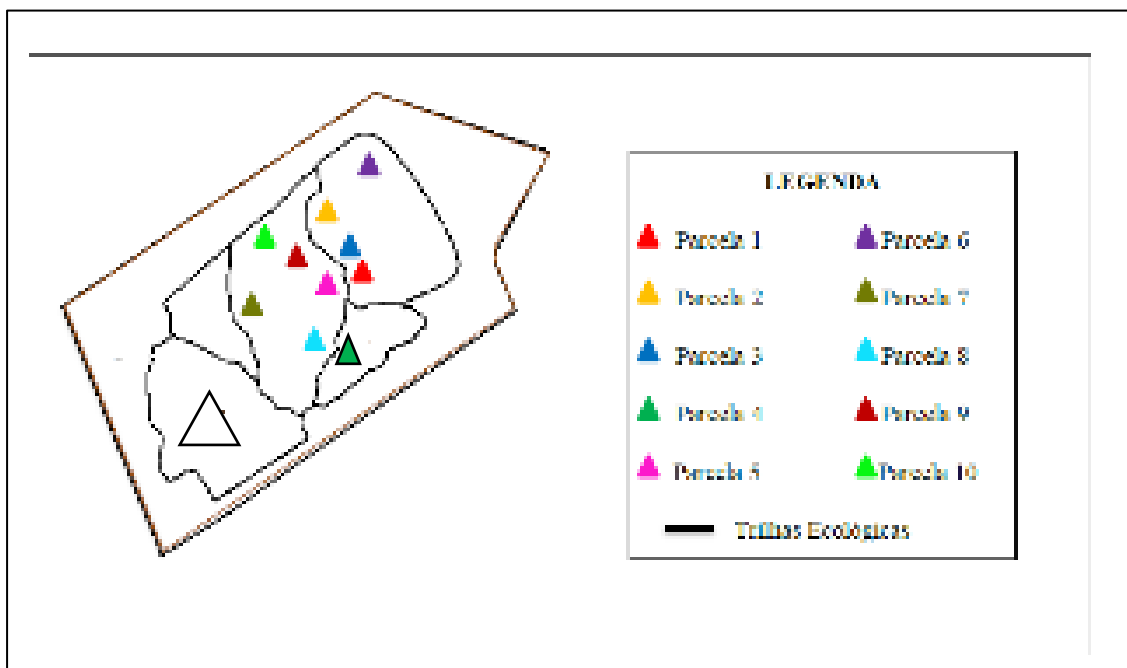 LEGENDA
Parcela 1
Parcela 6
Parcela 2
Parcela 7
Parcela 3
Parcela 8
Parcela 4
Parcela 9
Parcela 5
Parcela 10
Trilhas Ecológicas